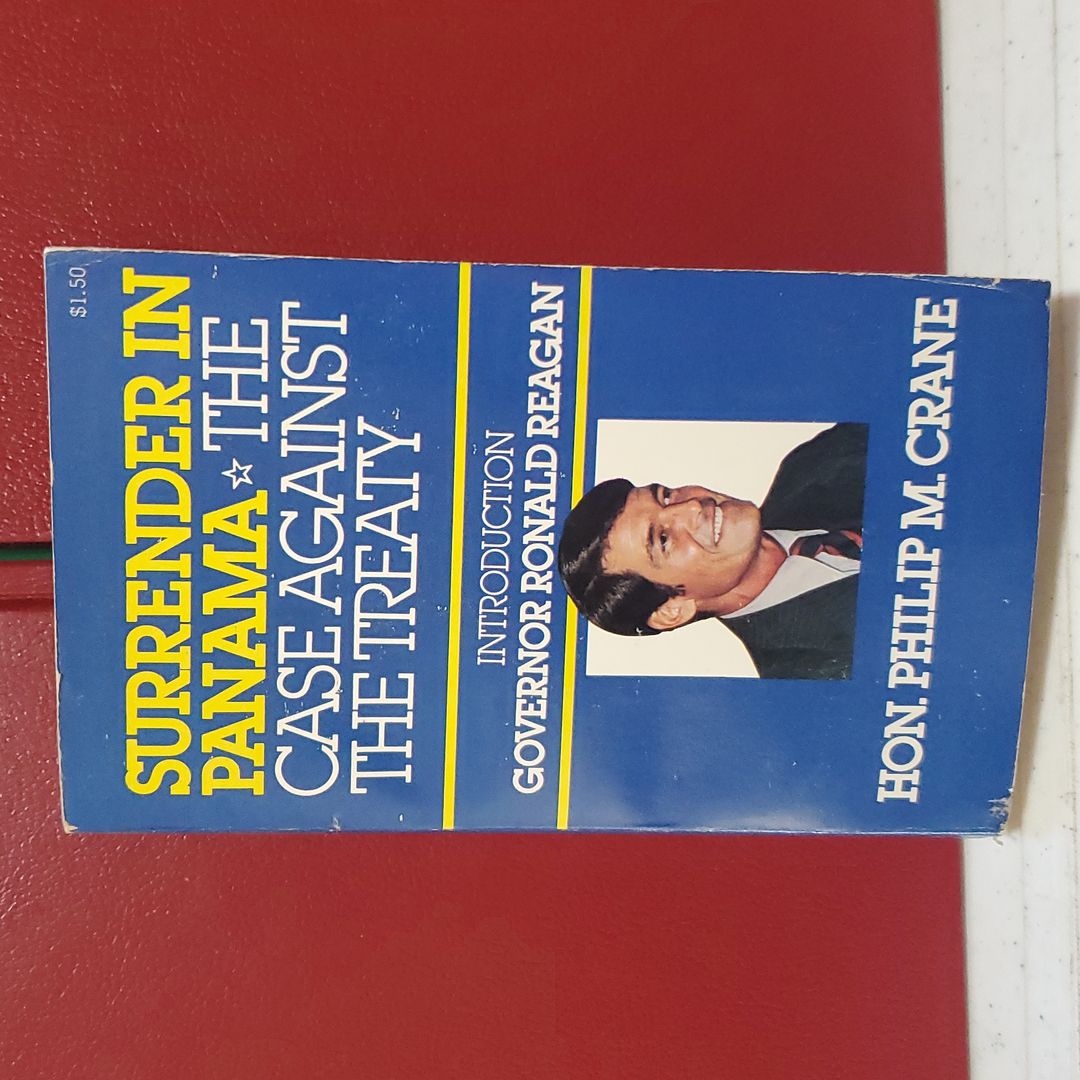 $1.50
SURRENDER IN
PANAMA ☆ THE
CASE AGAINST
THE TREATY
INTRODUCTION
GOVERNOR RONALD REAGAN
HON. PHILIP M. CRANE